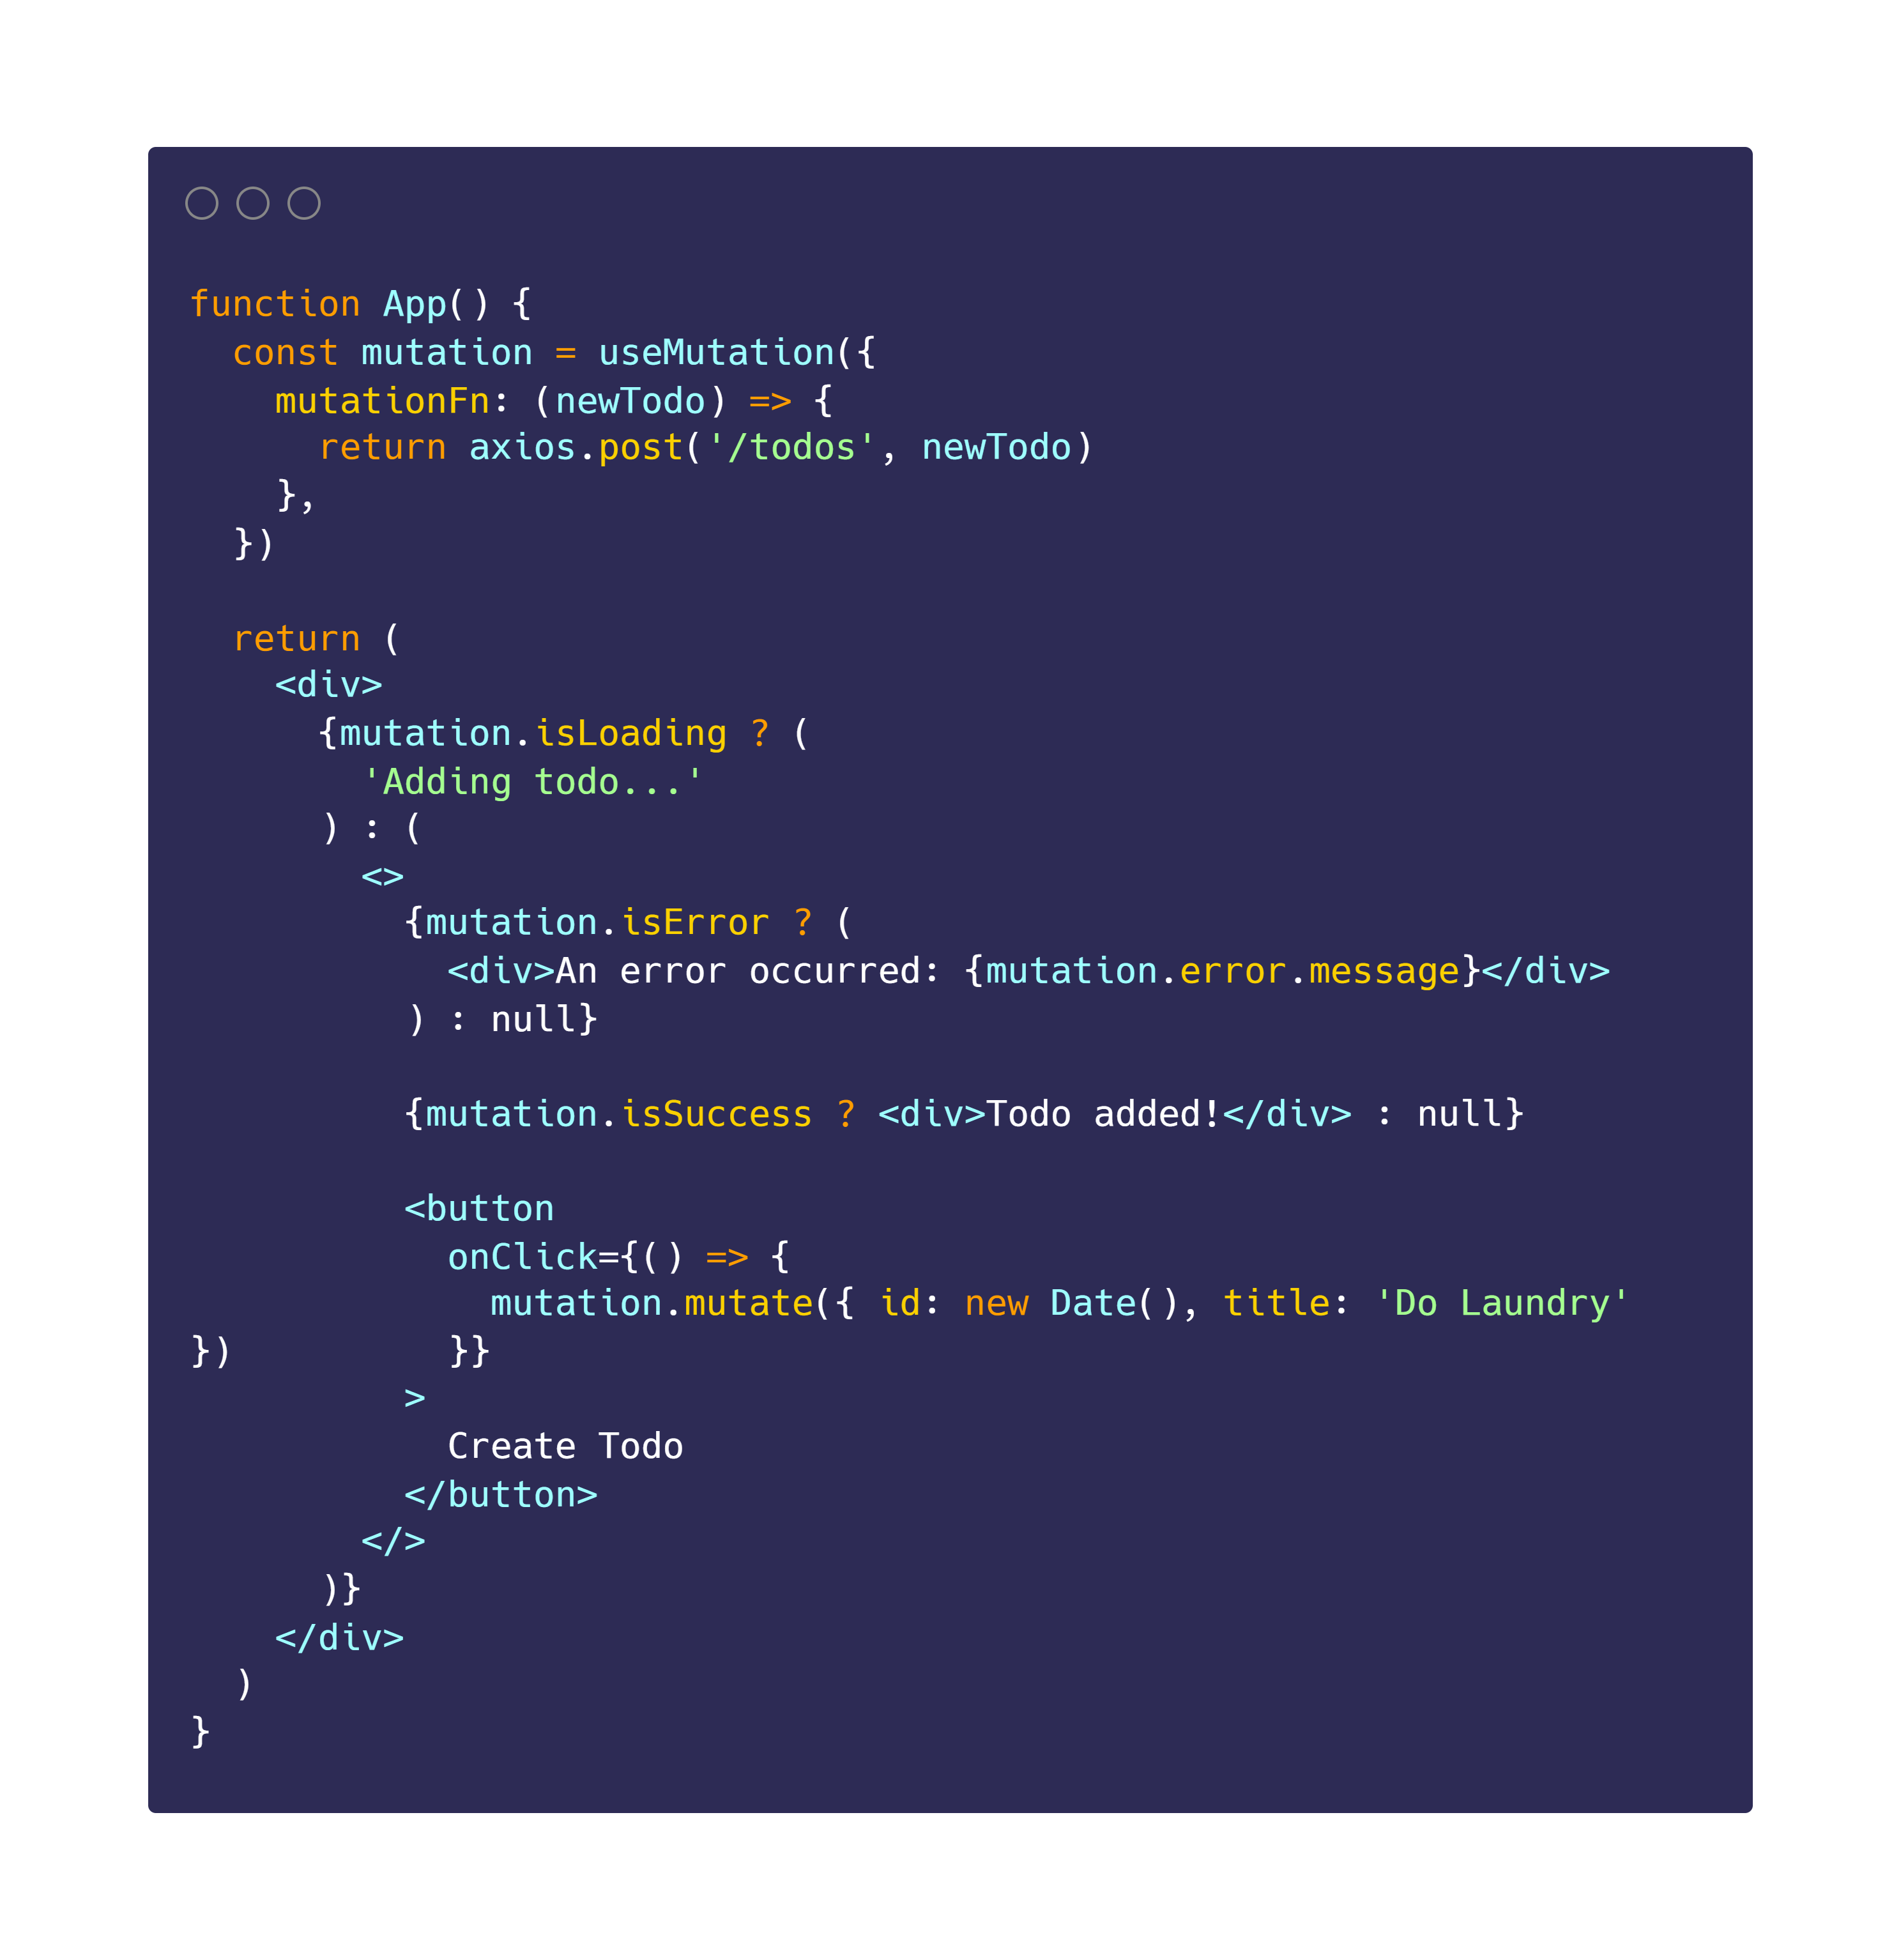 function App() {
  const mutation = useMutation({
    mutationFn: (newTodo) => {
      return axios.post('/todos', newTodo)
    },
  })

  return (
    <div>
      {mutation.isLoading ? (
        'Adding todo...'
      ) : (
        <>
          {mutation.isError ? (
            <div>An error occurred: {mutation.error.message}</div>
          ) : null}

          {mutation.isSuccess ? <div>Todo added!</div> : null}

          <button
            onClick={() => {
              mutation.mutate({ id: new Date(), title: 'Do Laundry'
})          }}
          >
            Create Todo
          </button>
        </>
      )}
    </div>
  )
}